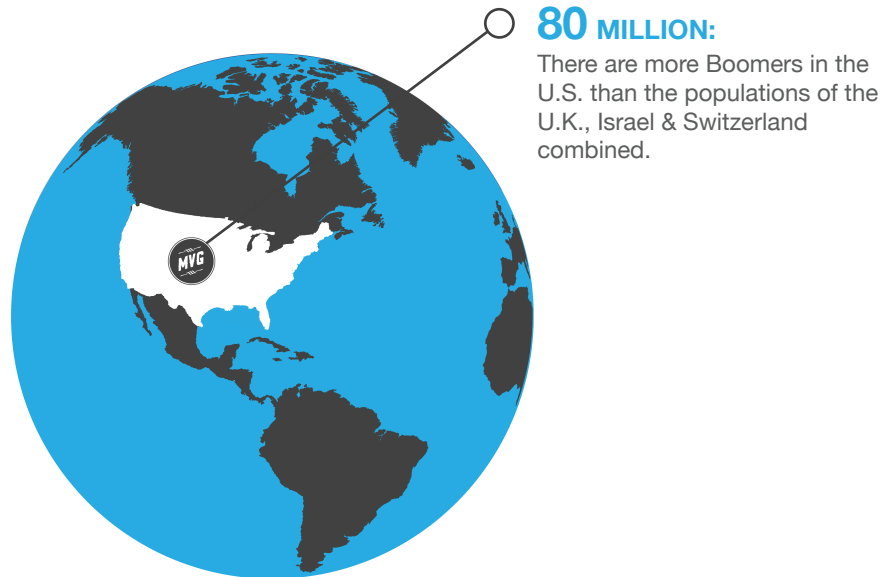 80 MILLION:
There are more Boomers in the
U.S. than the populations of the
U.K., Israel & Switzerland
combined.
MVG